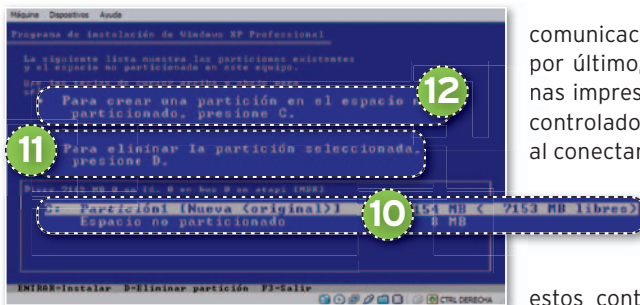 Máquina Dispositivos Ayuda
Programa de instalación de Windows XP Professional
La siguiente lista muestra las particiones existentes
y el espacio no particionado en este equipo.
Para crear una partición en el espacio
particionado, presione C.
12
11
Para eliminar la partición seleccionada,
presione D.
C: Partición1 [Nueva (original)]
10
154 MB ( 7153 MB libres)
Espacio no particionado
8 MB
ENTRAR=Instalar D=Eliminar partición F3=Salir
CTRL DERECHA
comunicac
por último,
nas impres
controlado
al conectar
estos cont